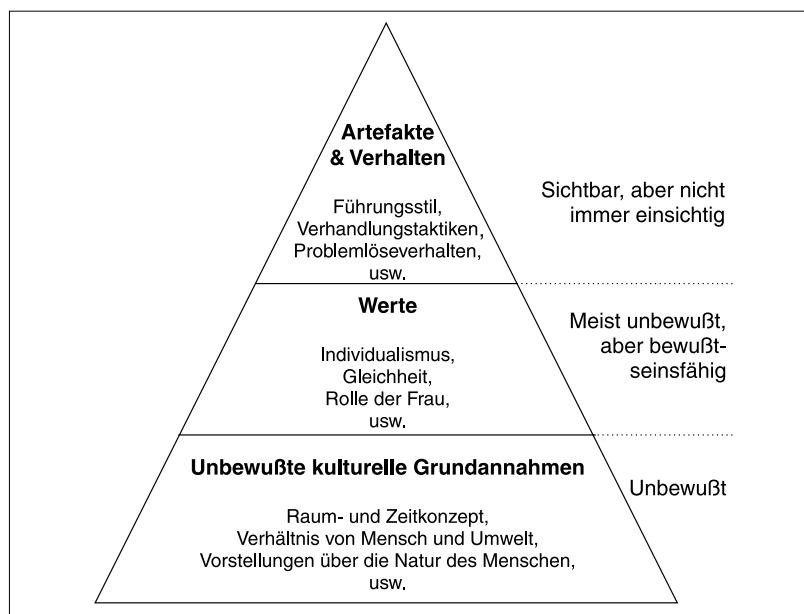 Artefakte
& Verhalten
Führungsstil,
Verhandlungstaktiken,
Problemlöseverhalten,
usw.
Sichtbar, aber nicht
immer einsichtig
Werte
Individualismus,
Gleichheit,
Rolle der Frau,
usw.
Meist unbewußt,
aber bewußt-
seinsfähig
Unbewußte kulturelle Grundannahmen
Raum- und Zeitkonzept,
Verhältnis von Mensch und Umwelt,
Vorstellungen über die Natur des Menschen,
usw.
Unbewußt